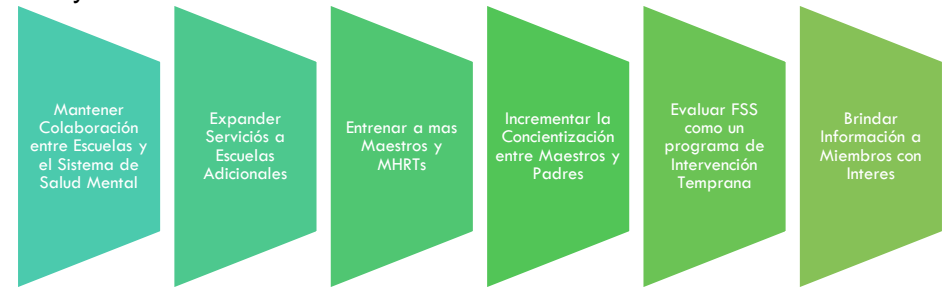 Mantener
Colaboración
entre Escuelas y
el Sistema de
Salud Mental
Expander
Serviciós a
Escuelas
Adicionales
Entrenar a mas
Maestros y
MHRTs
Incrementar la
Concientización
entre Maestros y
Padres
Evaluar FSS
como un
programa de
Intervención
Temprana
Brindar
Información a
Miembros con
Interes